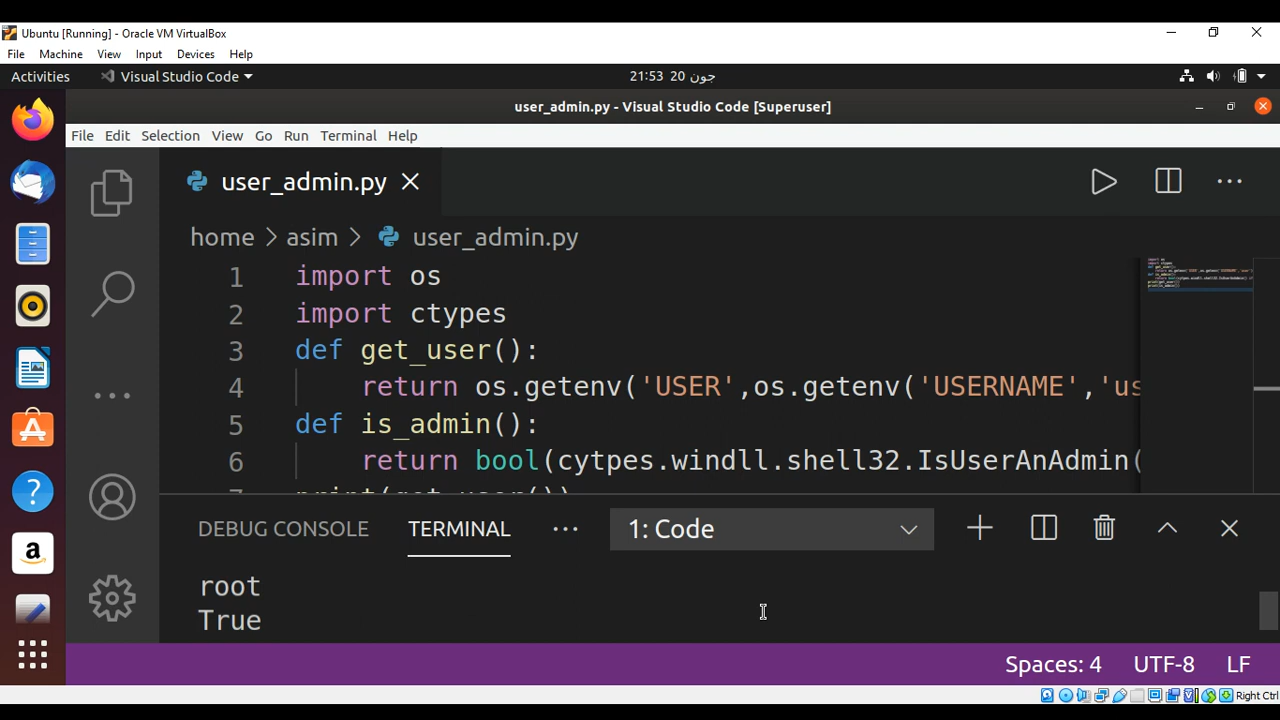 Ubuntu [Running] - Oracle VM VirtualBox
File Machine View Input Devices Help
Activities Visual Studio Code 21:53 20 جون
user_admin.py - Visual Studio Code [Superuser]
File Edit Selection View Go Run Terminal Help
user_admin.py
home > asim > user_admin.py
1 import os
2 import ctypes
3 def get_user():
4 return os.getenv('USER',os.getenv('USERNAME','us
5 def is_admin():
6 return bool(cytpes.windll.shell32.IsUserAnAdmin(
7 print(get_user())
DEBUG CONSOLE TERMINAL ... 1: Code
root
True
Spaces: 4 UTF-8 LF
Right Ctrl